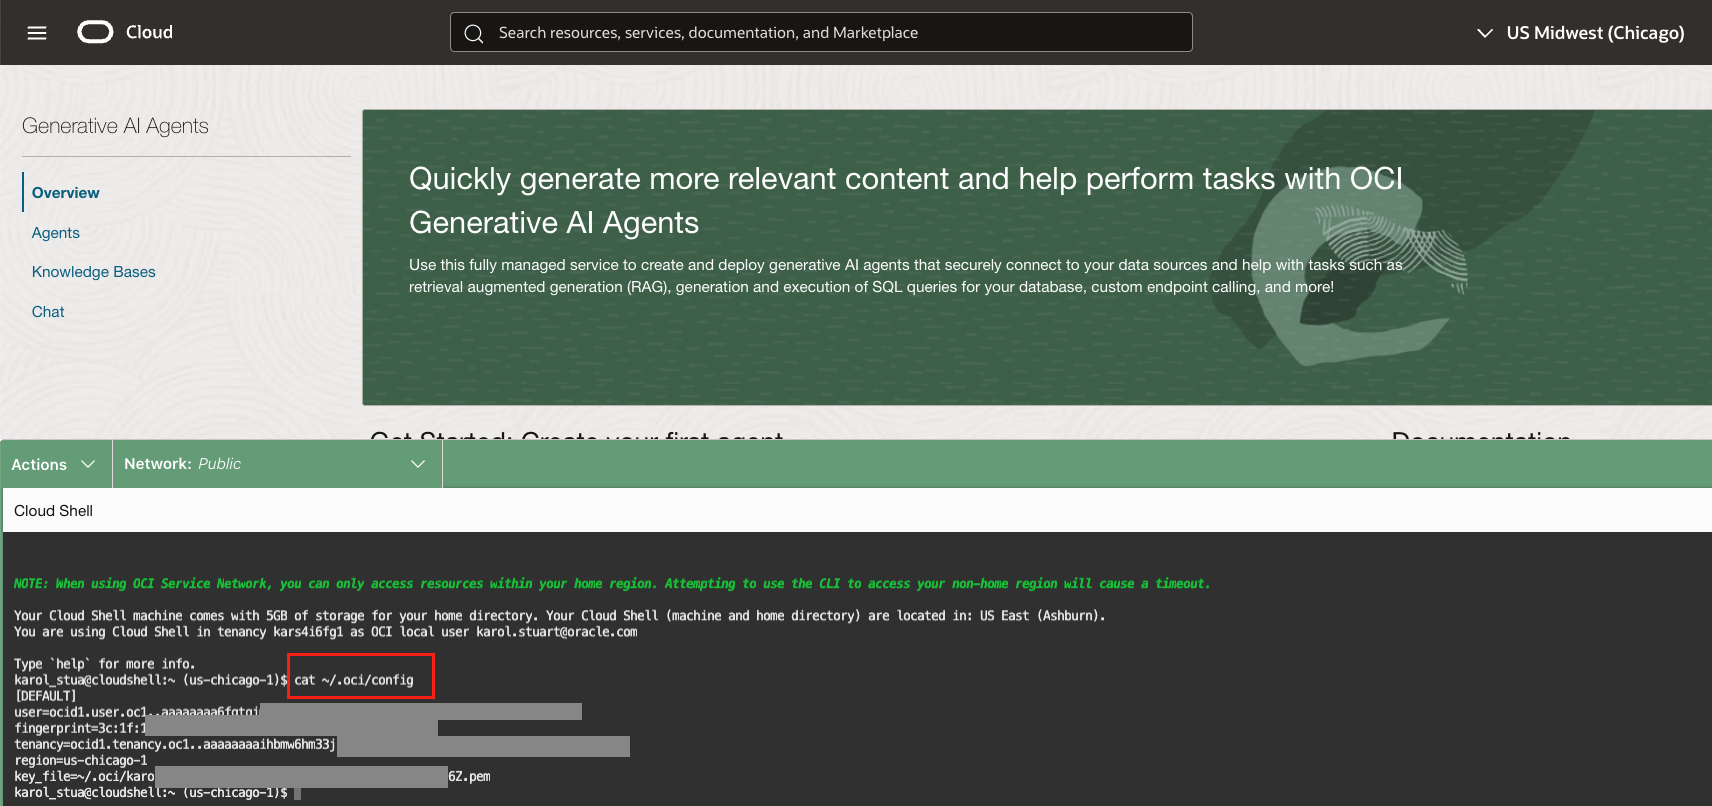 Cloud
Search resources, services, documentation, and Marketplace
US Midwest (Chicago)
Generative AI Agents
Overview
Agents
Knowledge Bases
Chat
Quickly generate more relevant content and help perform tasks with OCI
Generative AI Agents
Use this fully managed service to create and deploy generative AI agents that securely connect to your data sources and help with tasks such as
retrieval augmented generation (RAG), generation and execution of SQL queries for your database, custom endpoint calling, and more!
Get Started: Create your first agent
Documentation
Actions
Network: Public
Cloud Shell
NOTE: When using OCI Service Network, you can only access resources within your home region. Attempting to use the CLI to access your non-home region will cause a timeout.
Your Cloud Shell machine comes with 5GB of storage for your home directory. Your Cloud Shell (machine and home directory) are located in: US East (Ashburn).
You are using Cloud Shell in tenancy kars4i6fg1 as OCI local user karol.stuart@oracle.com
Type `help` for more info.
karol_stua@cloudshell:~ (us-chicago-1)$ cat ~/.oci/config
[DEFAULT]
user=ocid1.user.oc1..aaaaaaaa6fgtgi
fingerprint=3c:1f:1
tenancy=ocid1.tenancy.oc1..aaaaaaaaihbmw6hm33j
region=us-chicago-1
key_file=~/.oci/karo 6Z.pem
karol_stua@cloudshell:~ (us-chicago-1)$